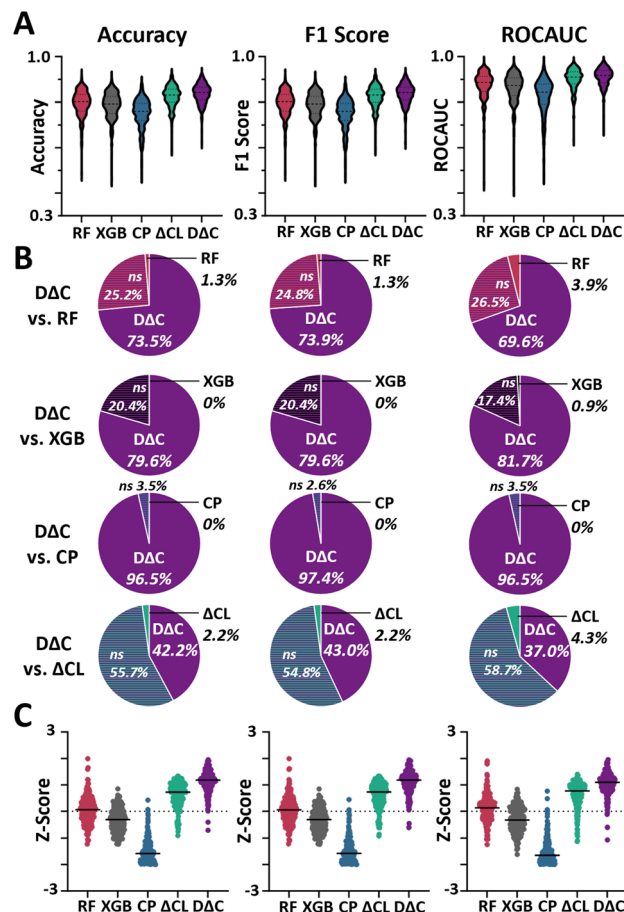 A
Accuracy
F1 Score
ROCAUC
1.0
0.3
Accuracy
RF XGB CP ΔCL DΔC
1.0
0.3
F1 Score
RF XGB CP ΔCL DΔC
1.0
0.3
ROCAUC
RF XGB CP ΔCL DΔC
B
DΔC
vs. RF
ns
25.2%
DΔC
73.5%
RF
1.3%
ns
24.8%
DΔC
73.9%
RF
1.3%
ns
26.5%
DΔC
69.6%
RF
3.9%
DΔC
vs. XGB
ns
20.4%
DΔC
79.6%
XGB
0%
ns
20.4%
DΔC
79.6%
XGB
0%
ns
17.4%
DΔC
81.7%
XGB
0.9%
DΔC
vs. CP
ns 3.5%
DΔC
96.5%
CP
0%
ns 2.6%
DΔC
97.4%
CP
0%
ns 3.5%
DΔC
96.5%
CP
0%
DΔC
vs. ΔCL
ns
55.7%
DΔC
42.2%
ΔCL
2.2%
ns
54.8%
DΔC
43.0%
ΔCL
2.2%
ns
58.7%
DΔC
37.0%
ΔCL
4.3%
C
3
-3
Z-Score
RF XGB CP ΔCL DΔC
3
-3
Z-Score
RF XGB CP ΔCL DΔC
3
-3
Z-Score
RF XGB CP ΔCL DΔC